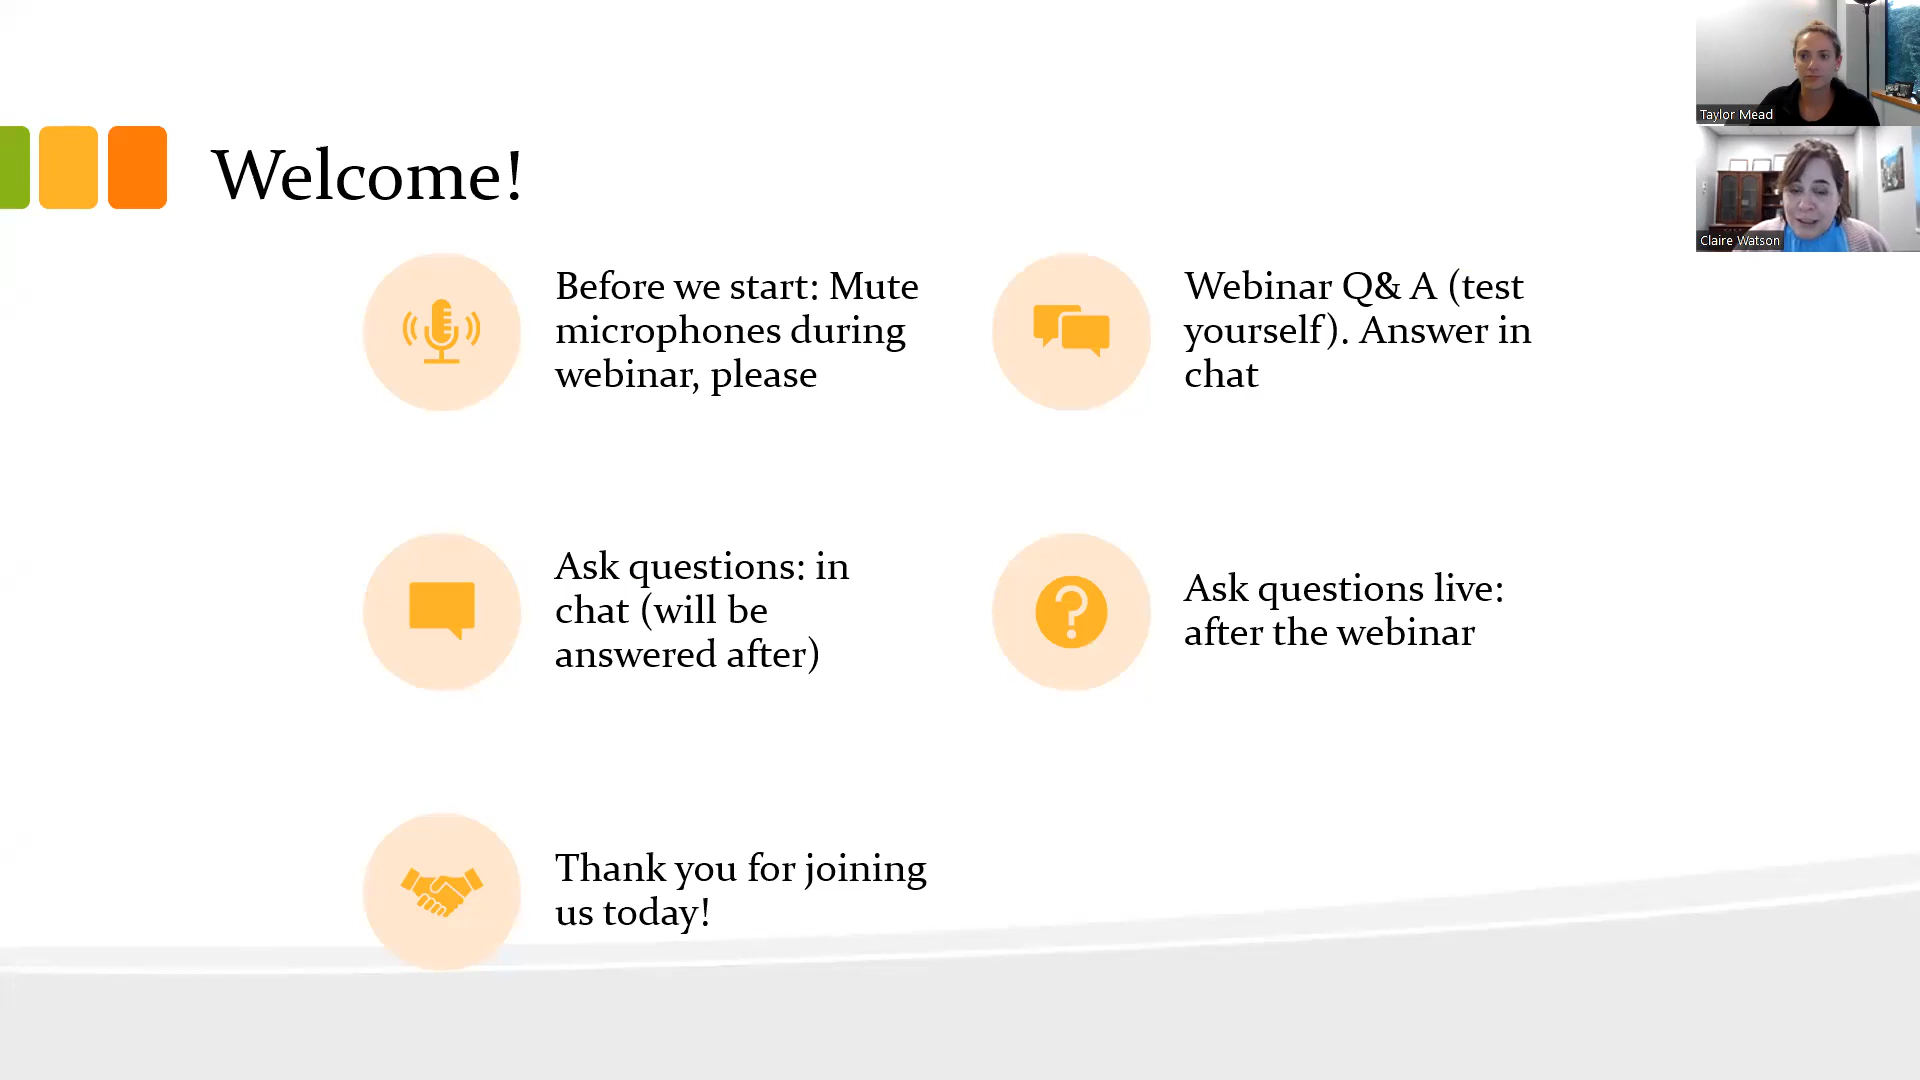 Welcome!
Before we start: Mute
microphones during
webinar, please
Webinar Q& A (test
yourself). Answer in
chat
Ask questions: in
chat (will be
answered after)
Ask questions live:
after the webinar
Thank you for joining
us today!
Taylor Mead
Claire Watson